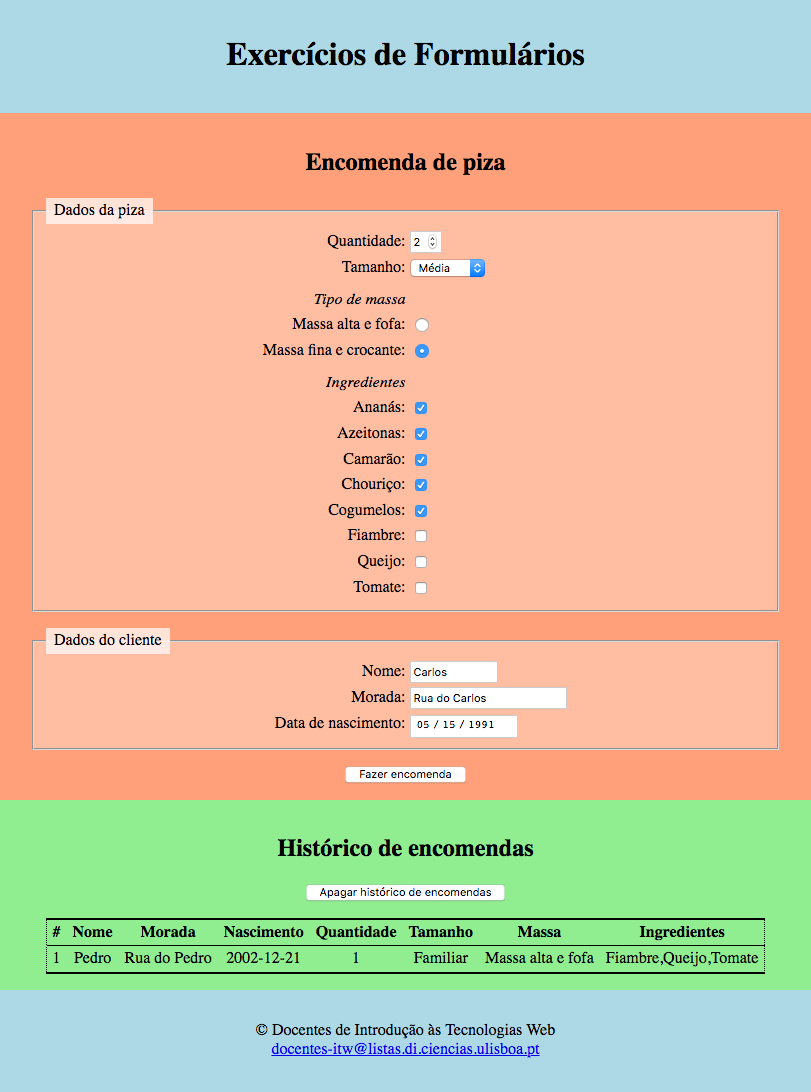 Exercícios de Formulários
Encomenda de piza
Dados da piza
Quantidade: 2
Tamanho: Média
Tipo de massa
Massa alta e fofa:
Massa fina e crocante:
Ingredientes
Ananás:
Azeitonas:
Camarão:
Chouriço:
Cogumelos:
Fiambre:
Queijo:
Tomate:
Dados do cliente
Nome: Carlos
Morada: Rua do Carlos
Data de nascimento: 05 / 15 / 1991
Fazer encomenda
Histórico de encomendas
Apagar histórico de encomendas
# Nome Morada Nascimento Quantidade Tamanho Massa Ingredientes
1 Pedro Rua do Pedro 2002-12-21 1 Familiar Massa alta e fofa Fiambre,Queijo,Tomate
© Docentes de Introdução às Tecnologias Web
docentes-itw@listas.di.ciencias.ulisboa.pt